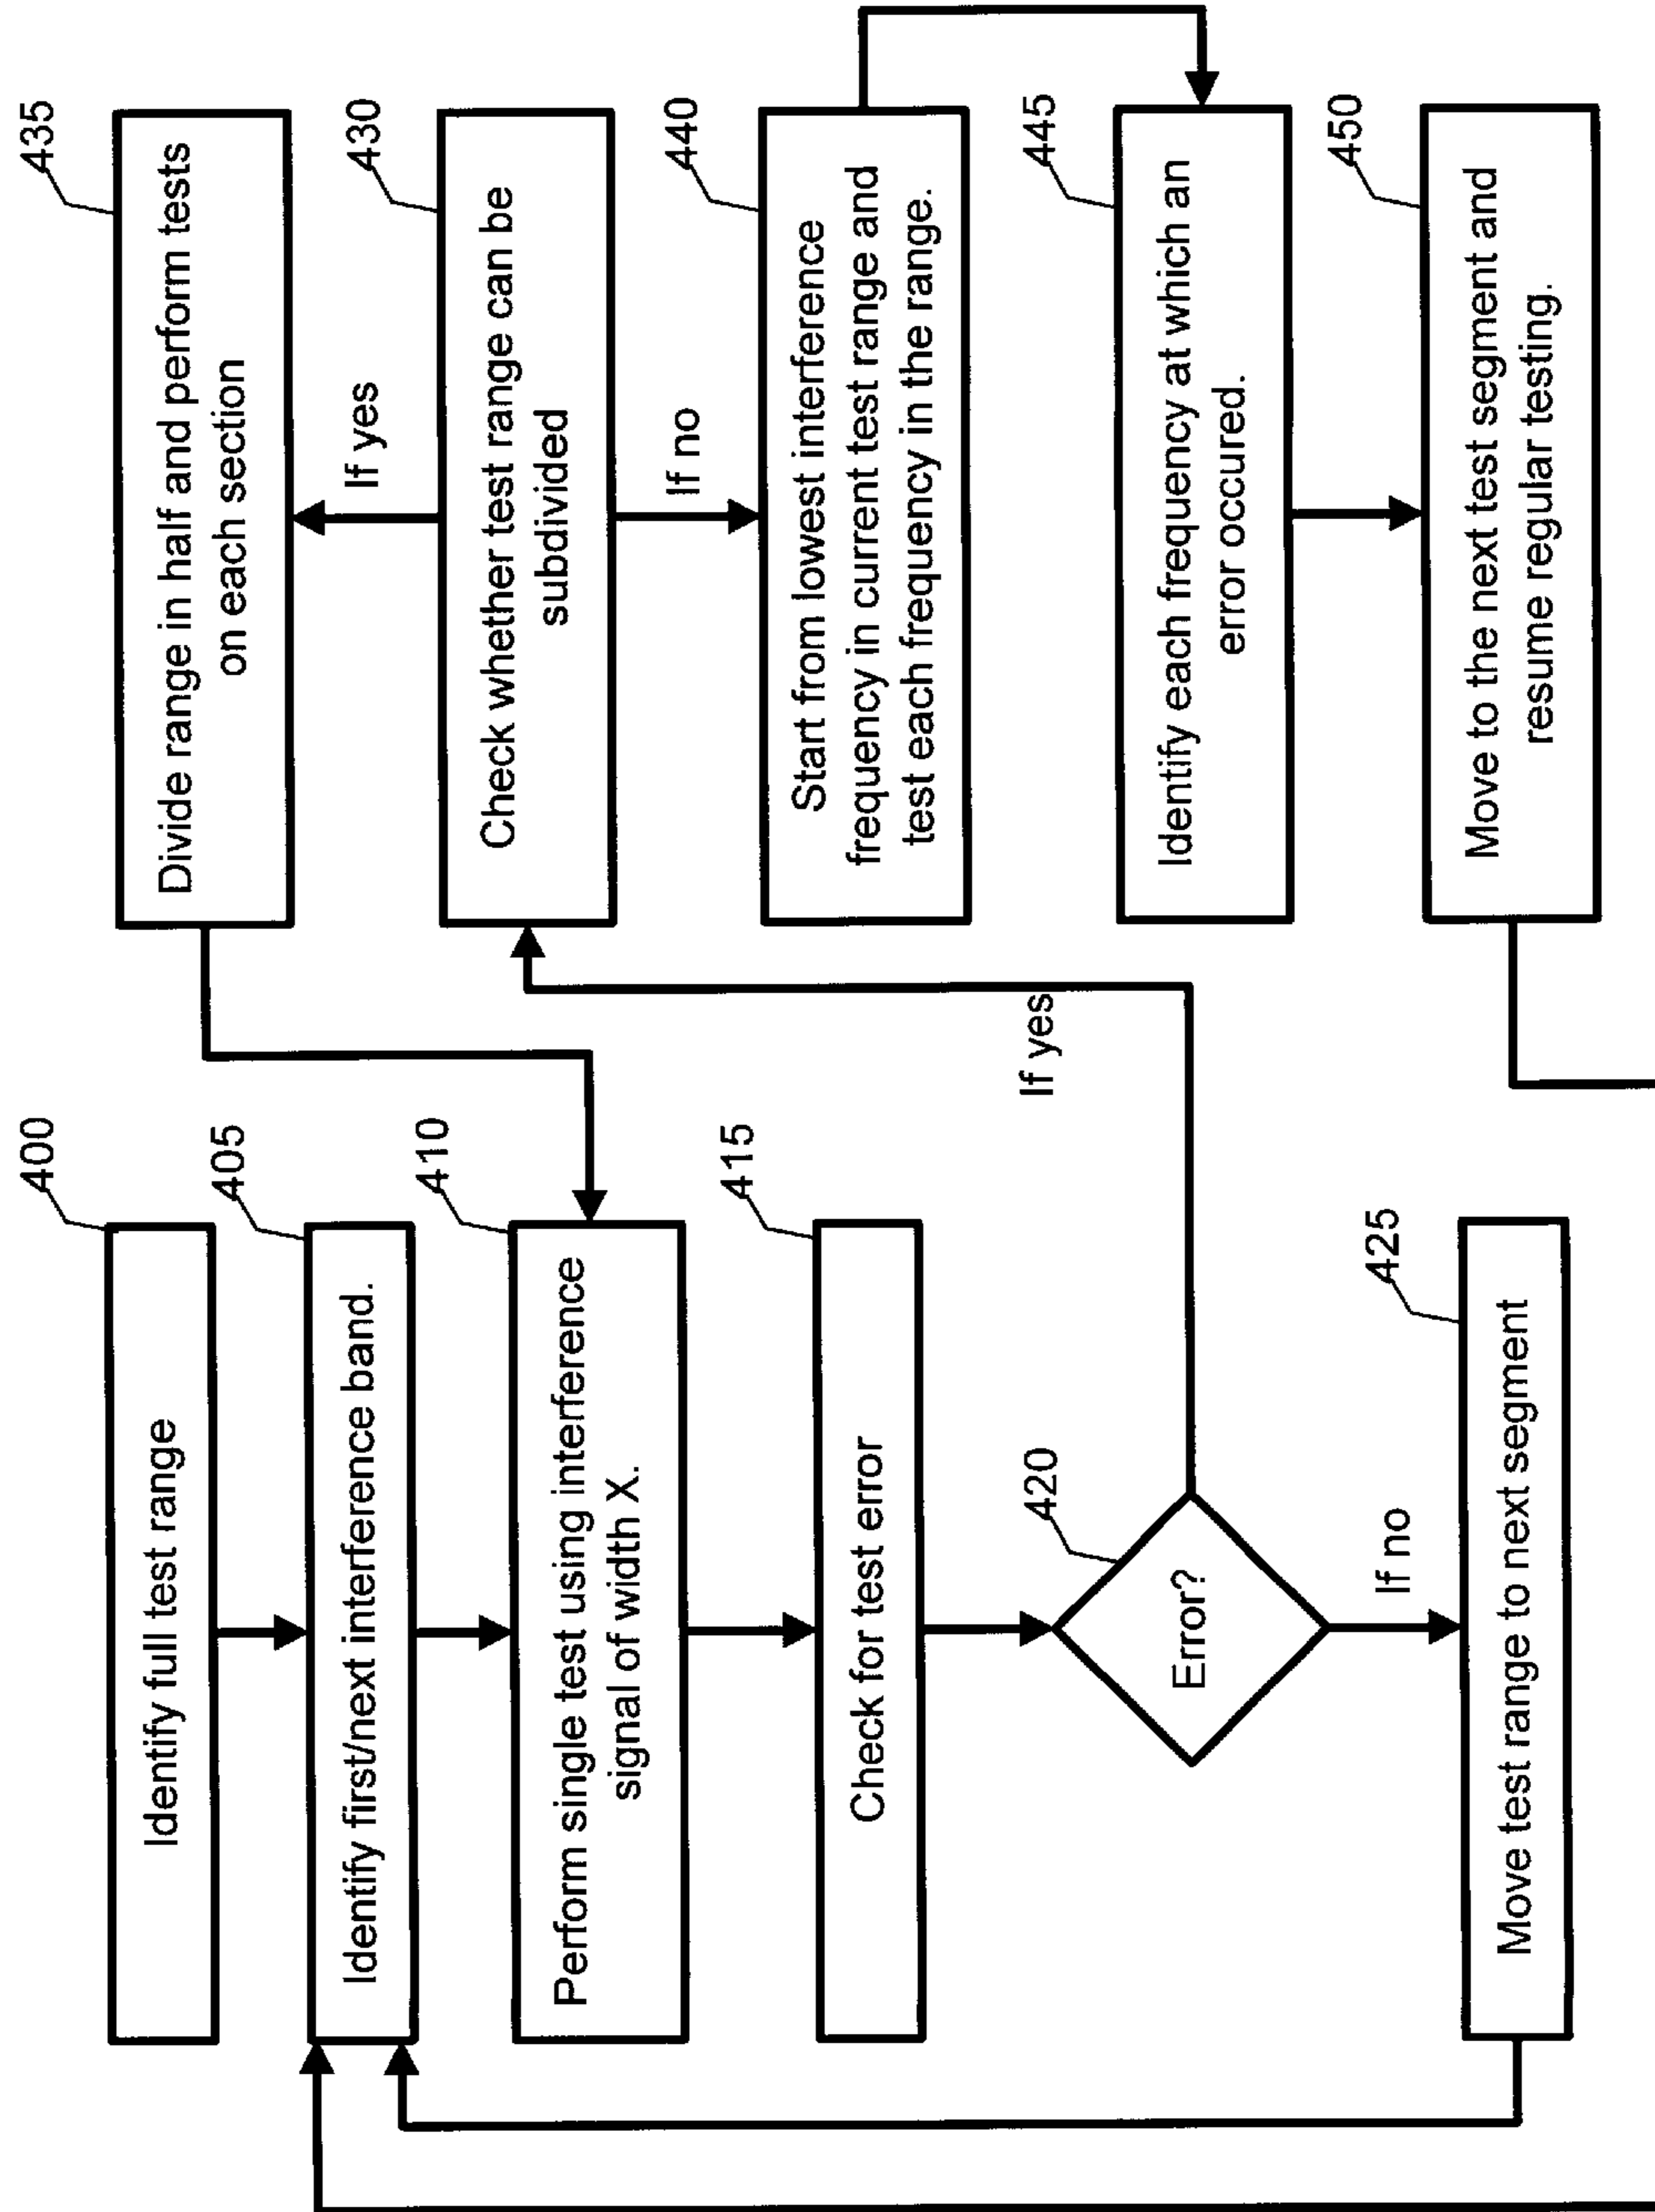 400
Identify full test range
405
Identify first/next interference band.
410
Perform single test using interference
signal of width X.
415
Check for test error
420
Error?
If yes
If no
425
Move test range to next segment
435
Divide range in half and perform tests
on each section
If yes
430
Check whether test range can be
subdivided
If no
440
Start from lowest interference
frequency in current test range and
test each frequency in the range.
445
Identify each frequency at which an
error occured.
450
Move to the next test segment and
resume regular testing.